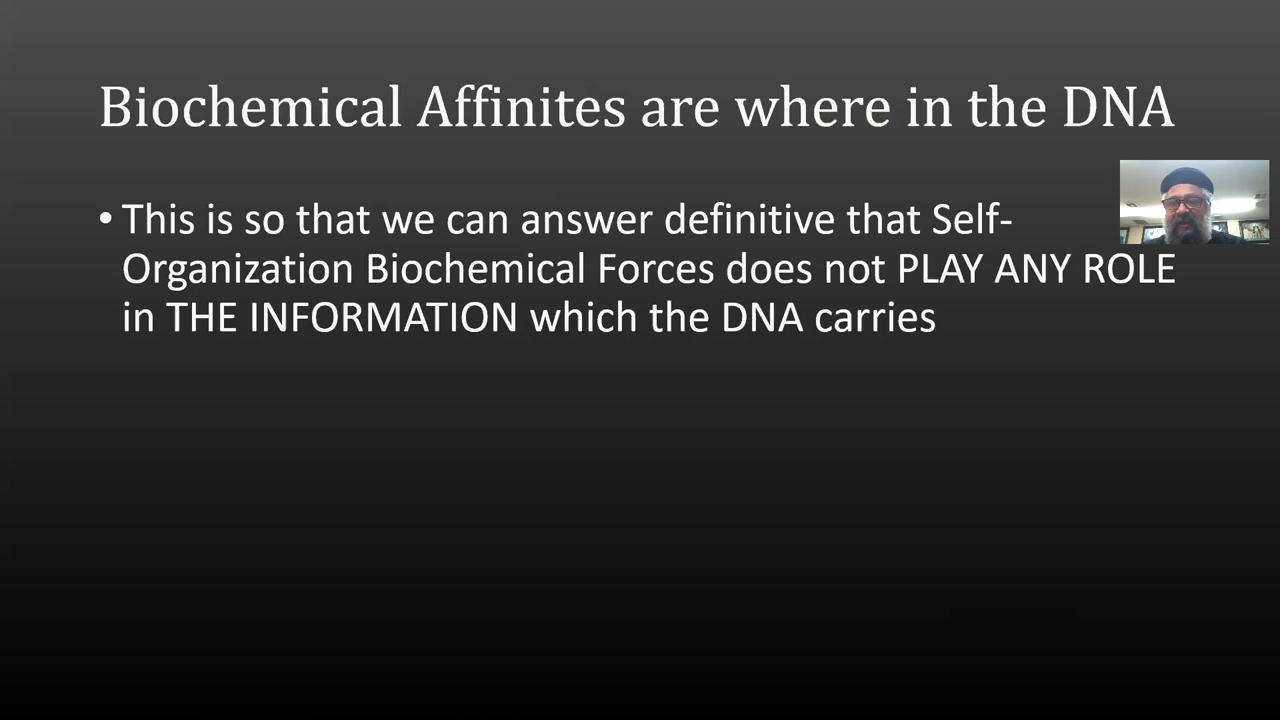 Biochemical Affinites are where in the DNA
• This is so that we can answer definitive that Self-
Organization Biochemical Forces does not PLAY ANY ROLE
in THE INFORMATION which the DNA carries